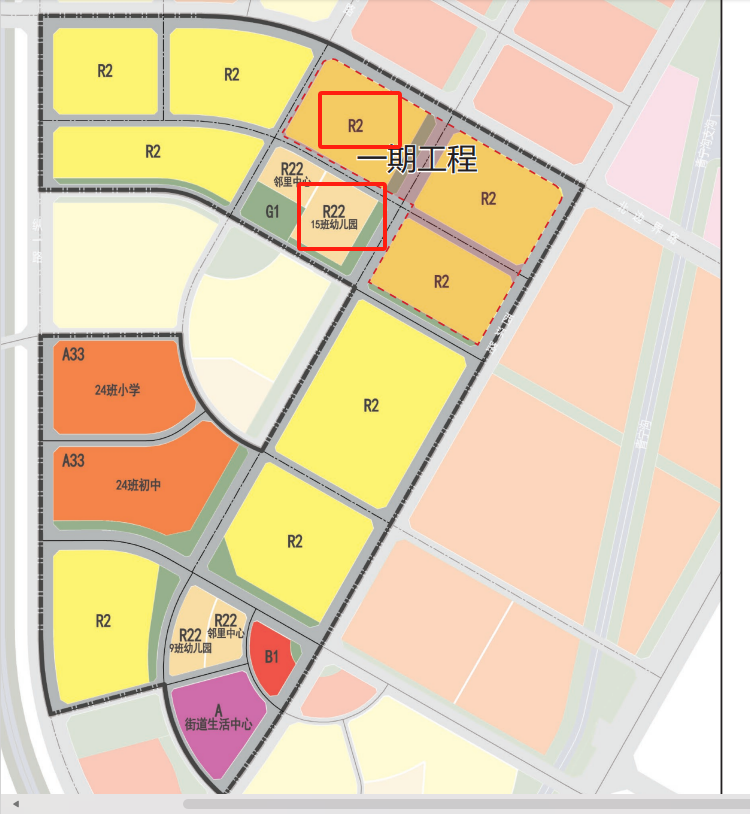 R2
R2
R2
一期工程
R2
R22
邻里中心
R2
G1
R22
15班幼儿园
R2
A33
24班小学
R2
A33
24班初中
R2
R2
R22
邻里中心
R22
9班幼儿园
B1
A
街道生活中心